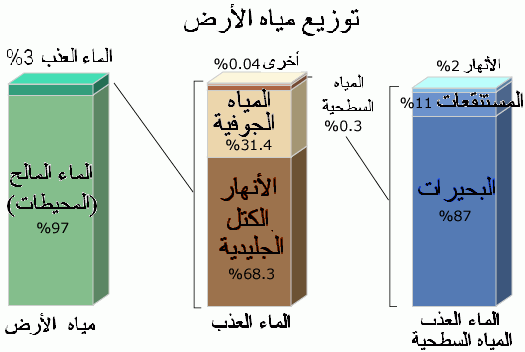 توزيع مياه الأرض
الماء العذب 3%
الماء المالح
(المحيطات)
%97
مياه الأرض
أخرى 0.04%
المياه
الجوفية
%31.4
الأنهار
الكتل
الجليدية
%68.3
الماء العذب
المياه
السطحية
%0.3
الأنهار 2%
المستنقعات 11%
البحيرات
%87
الماء العذب
المياه السطحية